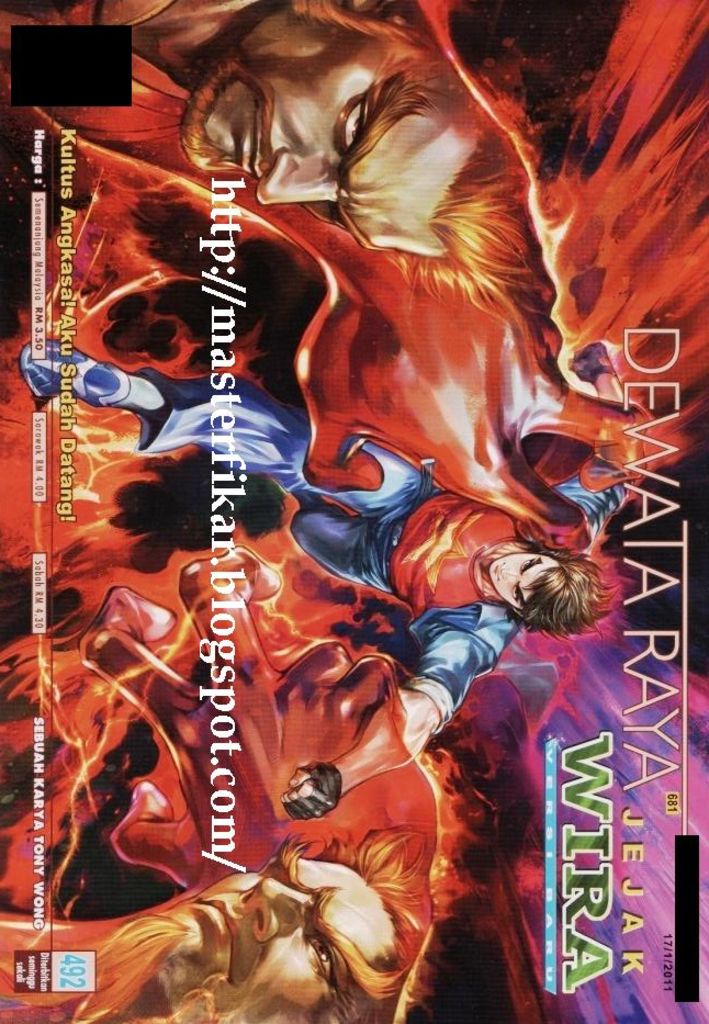 DEWATA RAYA
681
JEJAK
WIRA
VERSI BARU
17/1/2011
http://masterfikar.blogspot.com/
Kultus Angkasa! Aku Sudah Datang!
Harga : Semenanjung Malaysia RM 3.50 Sarawak RM 4.00 Sabah RM 4.30
SEBUAH KARYA TONY WONG
492
Diterbitkan
seminggu
sekali